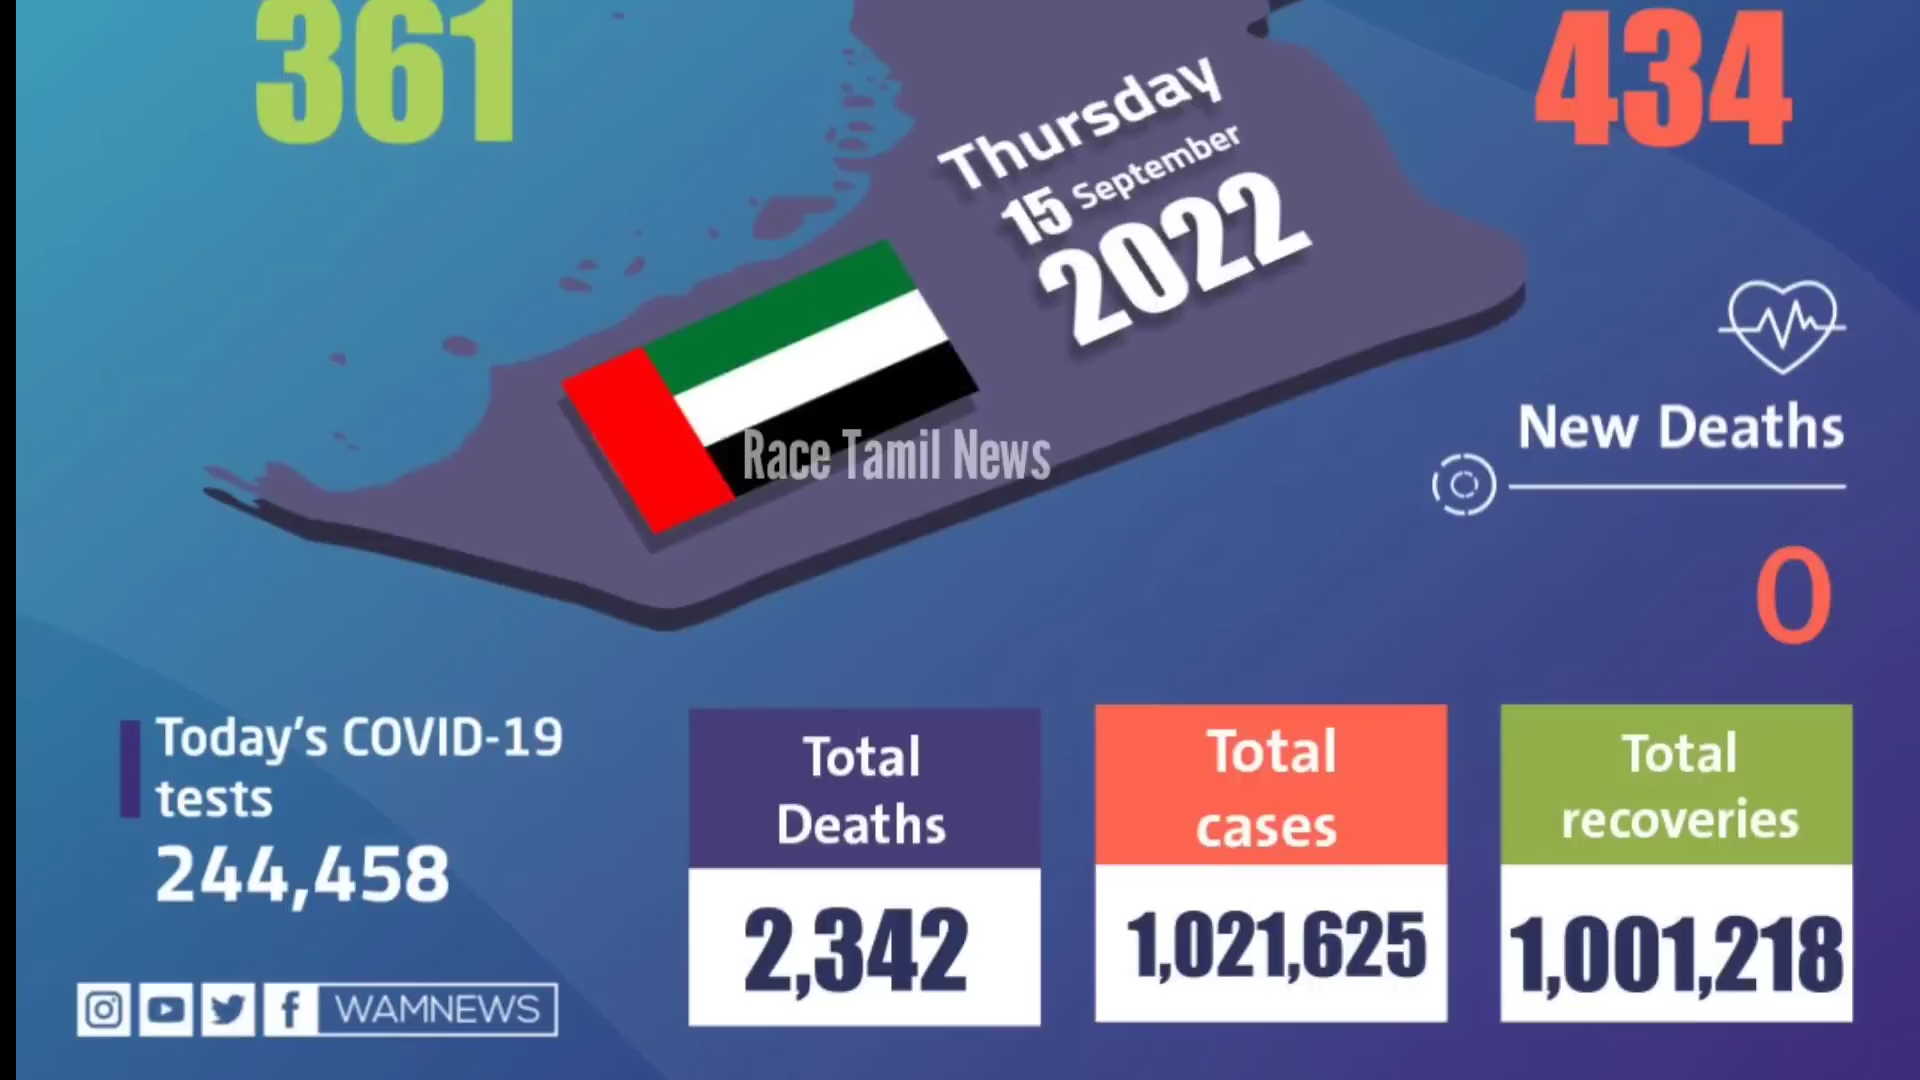 361
434
Thursday
15 September
2022
New Deaths
0
Race Tamil News
Today's COVID-19
tests
244,458
Total
Deaths
2,342
Total
cases
1,021,625
Total
recoveries
1,001,218
WAMNEWS